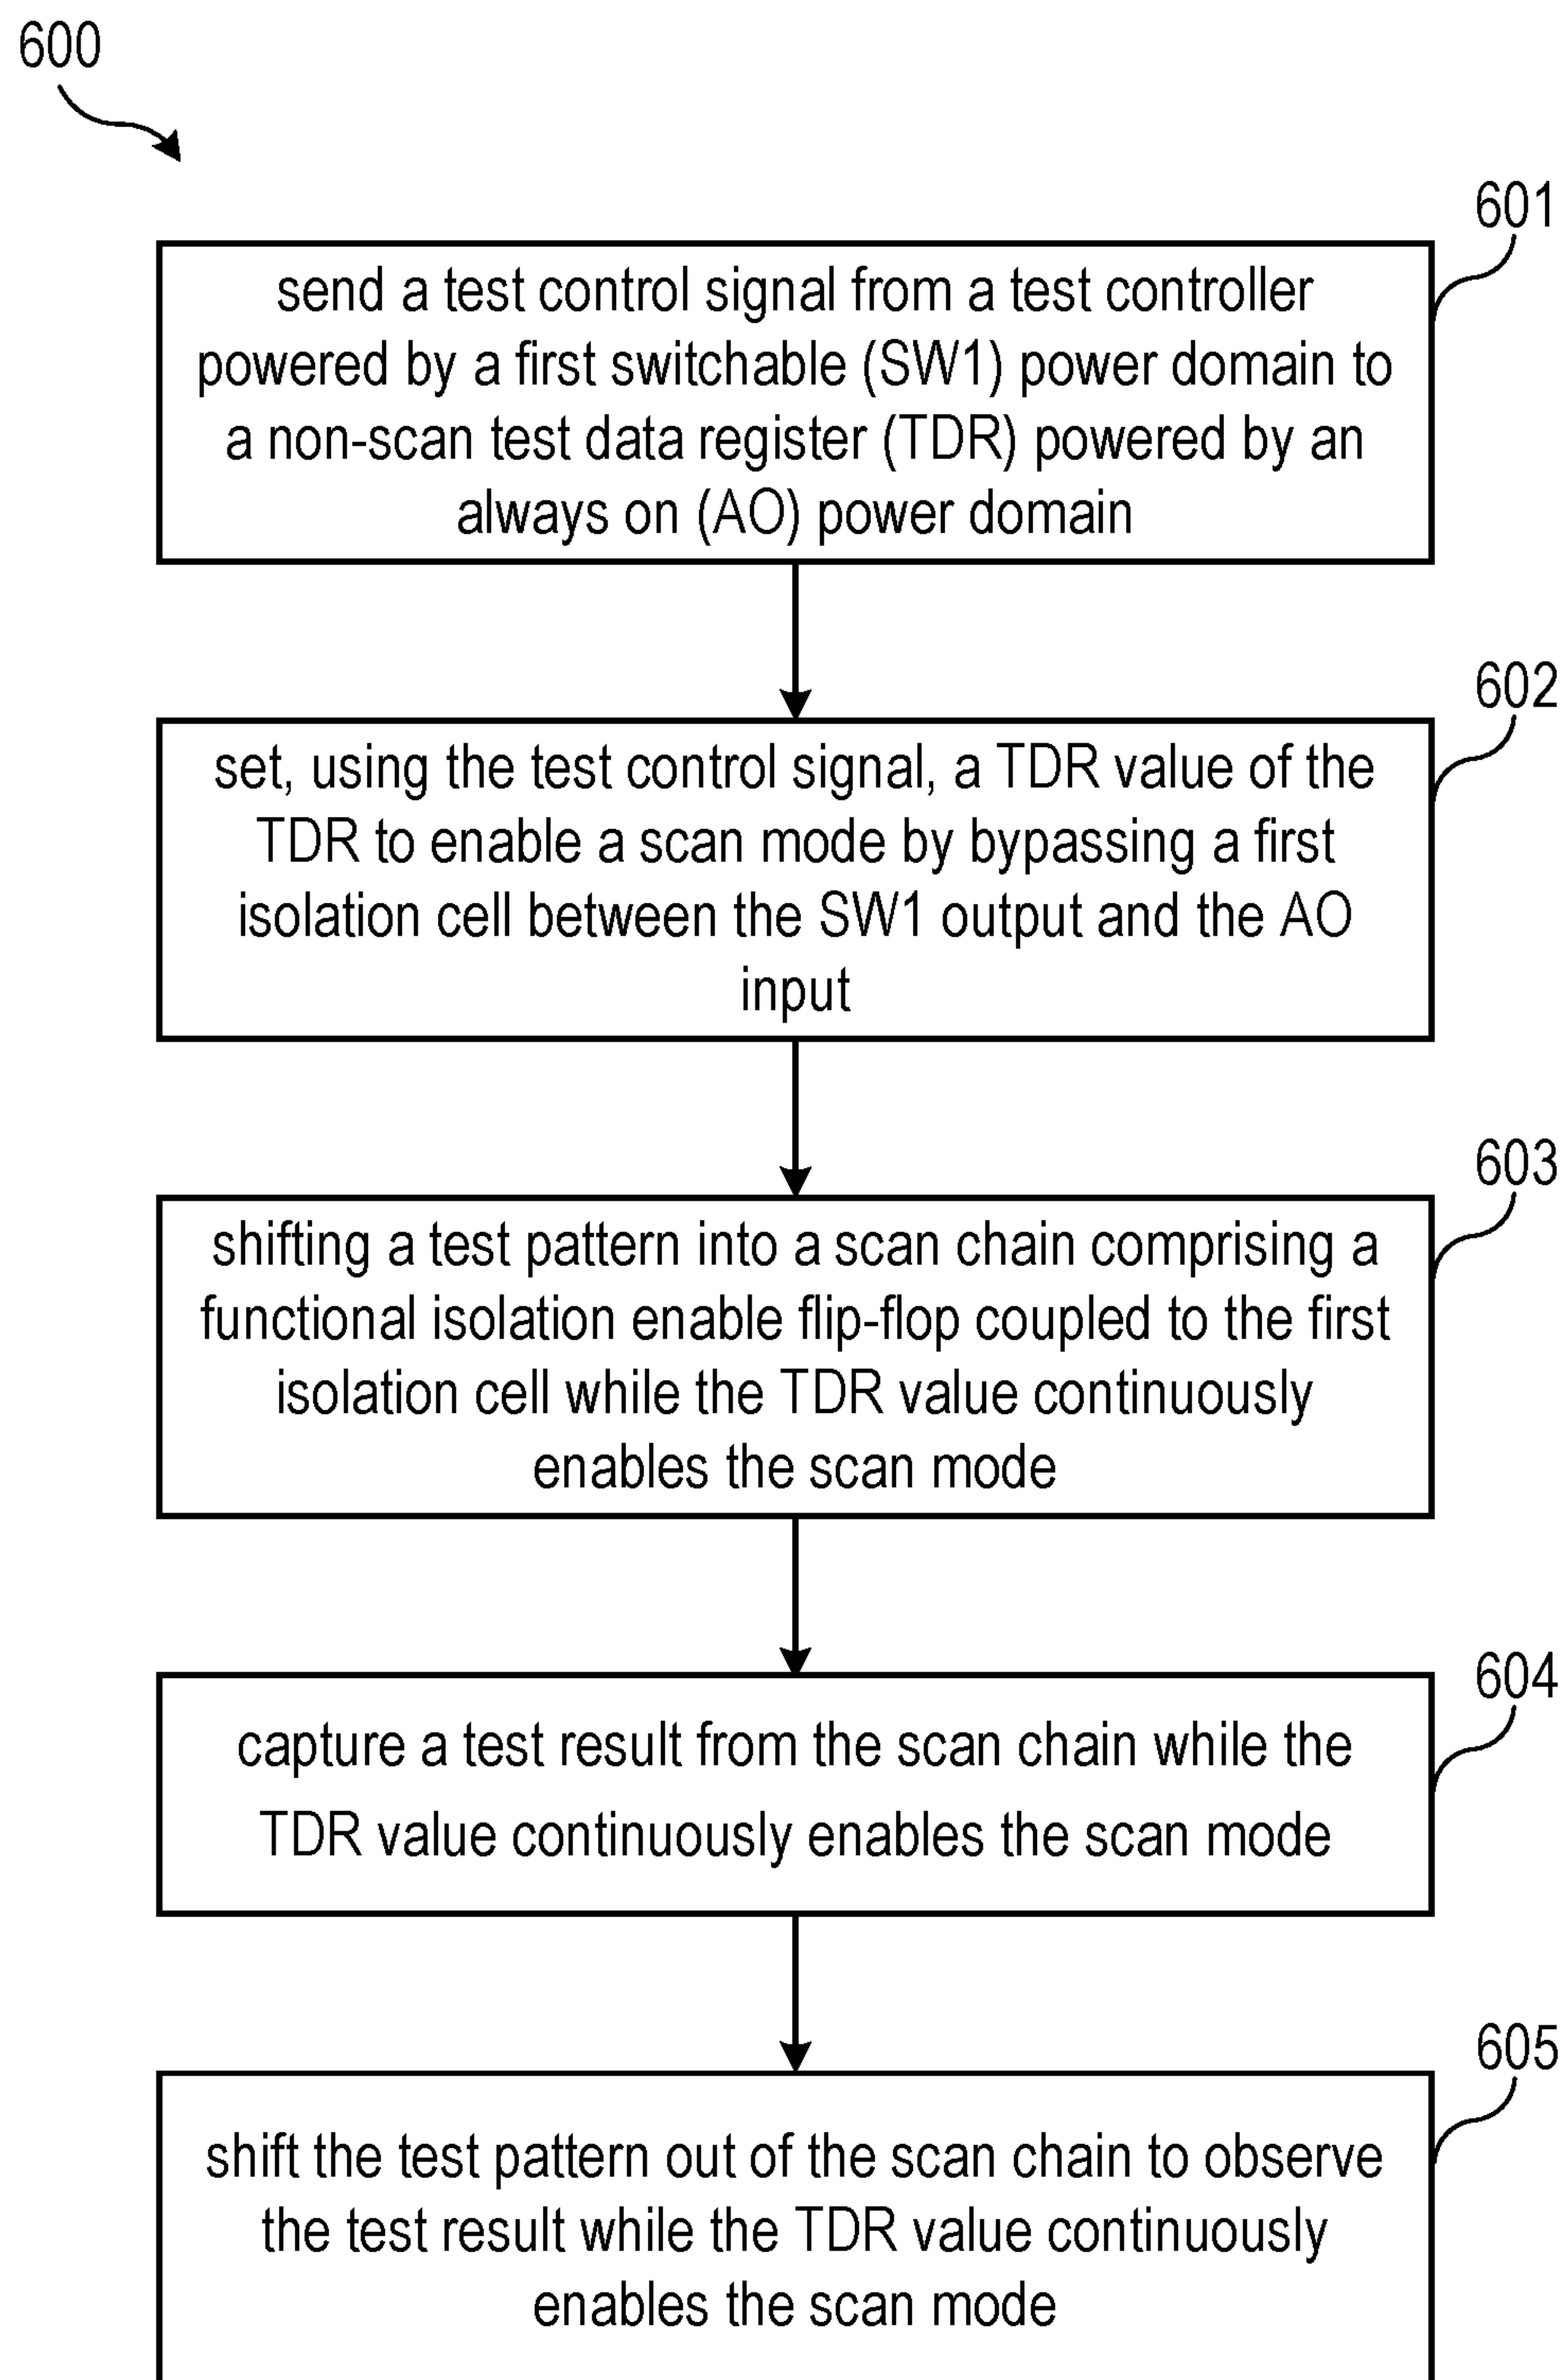 600
601
send a test control signal from a test controller
powered by a first switchable (SW1) power domain to
a non-scan test data register (TDR) powered by an
always on (AO) power domain
602
set, using the test control signal, a TDR value of the
TDR to enable a scan mode by bypassing a first
isolation cell between the SW1 output and the AO
input
603
shifting a test pattern into a scan chain comprising a
functional isolation enable flip-flop coupled to the first
isolation cell while the TDR value continuously
enables the scan mode
604
capture a test result from the scan chain while the
TDR value continuously enables the scan mode
605
shift the test pattern out of the scan chain to observe
the test result while the TDR value continuously
enables the scan mode